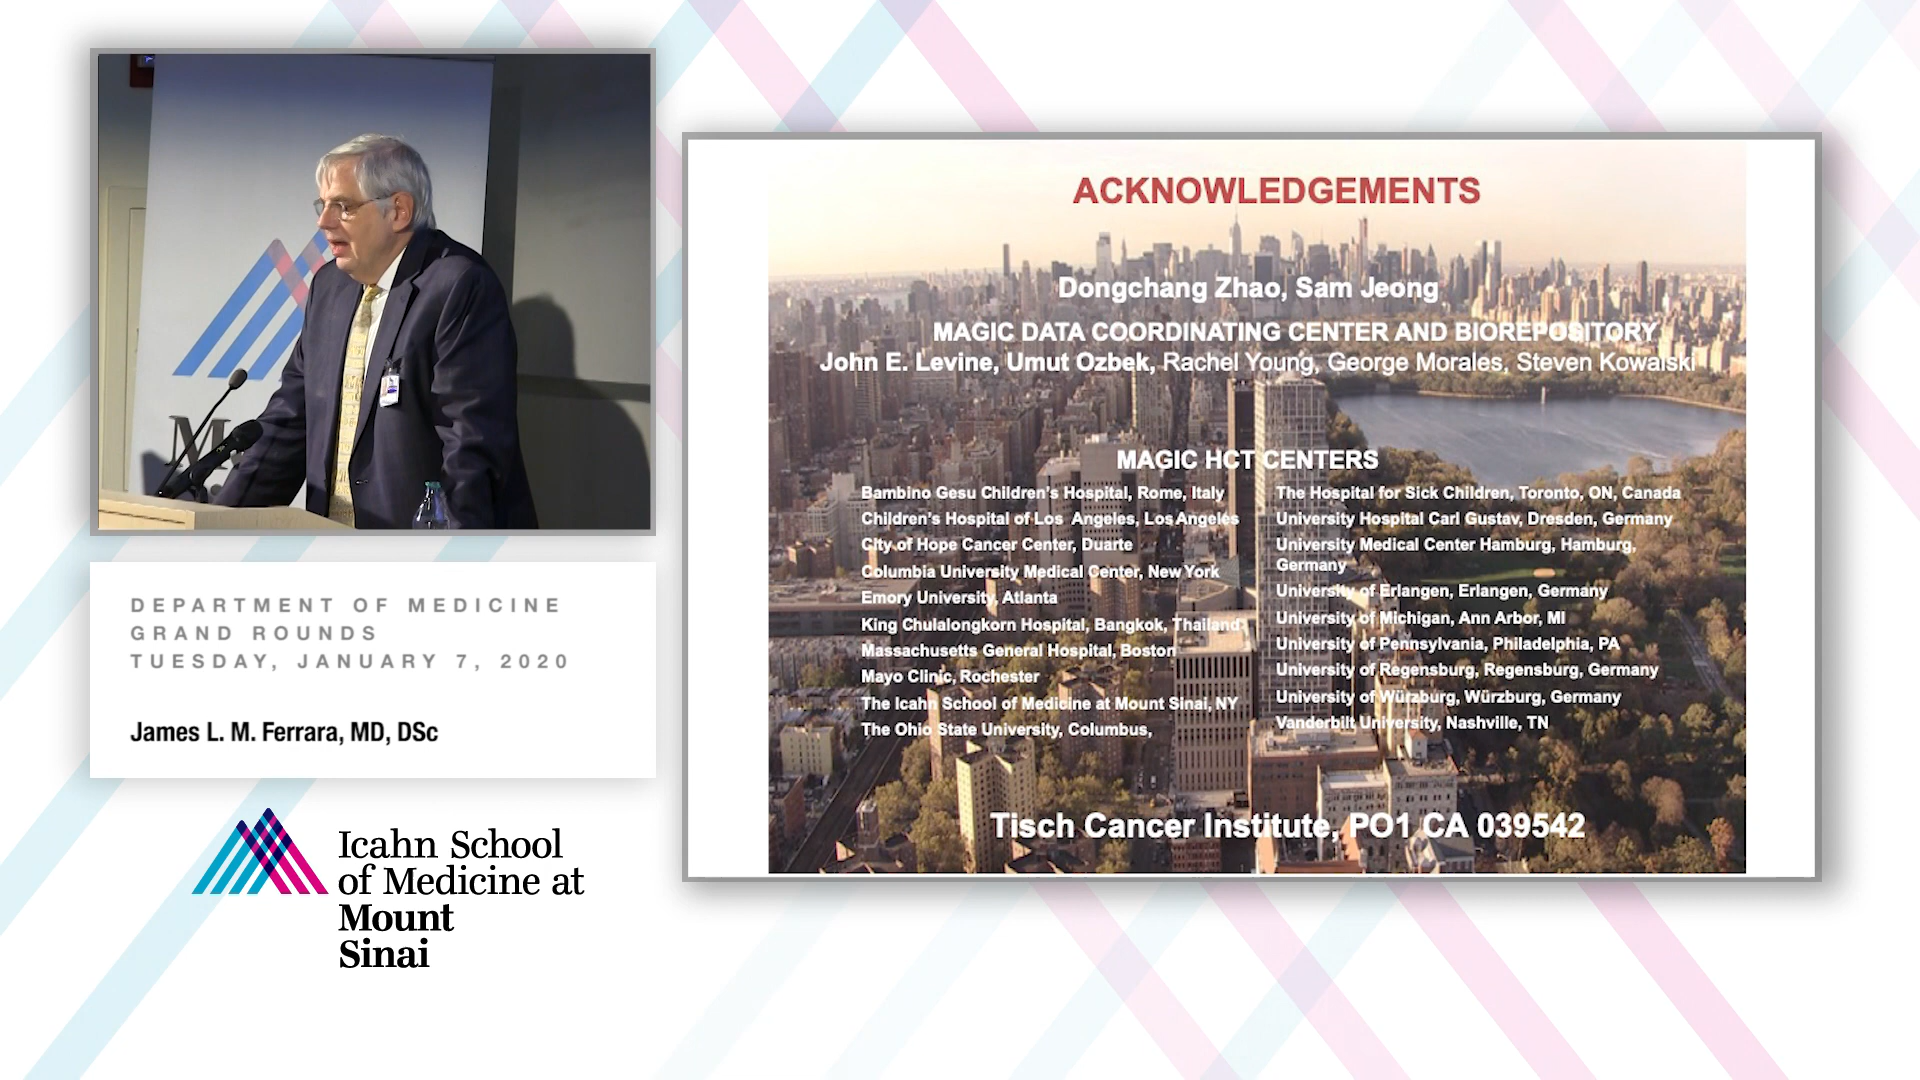 DEPARTMENT OF MEDICINE
GRAND ROUNDS
TUESDAY, JANUARY 7, 2020
James L. M. Ferrara, MD, DSc
Icahn School
of Medicine at
Mount
Sinai
ACKNOWLEDGEMENTS
Dongchang Zhao, Sam Jeong
MAGIC DATA COORDINATING CENTER AND BIOREPOSITORY
John E. Levine, Umut Ozbek, Rachel Young, George Morales, Steven Kowalski
MAGIC HCT CENTERS
Bambino Gesu Children's Hospital, Rome, Italy
Children's Hospital of Los Angeles, Los Angeles
City of Hope Cancer Center, Duarte
Columbia University Medical Center, New York
Emory University, Atlanta
King Chulalongkorn Hospital, Bangkok, Thailand
Massachusetts General Hospital, Boston
Mayo Clinic, Rochester
The Icahn School of Medicine at Mount Sinai, NY
The Ohio State University, Columbus,
The Hospital for Sick Children, Toronto, ON, Canada
University Hospital Carl Gustav, Dresden, Germany
University Medical Center Hamburg, Hamburg,
Germany
University of Erlangen, Erlangen, Germany
University of Michigan, Ann Arbor, MI
University of Pennsylvania, Philadelphia, PA
University of Regensburg, Regensburg, Germany
University of Würzburg, Würzburg, Germany
Vanderbilt University, Nashville, TN
Tisch Cancer Institute, PO1 CA 039542